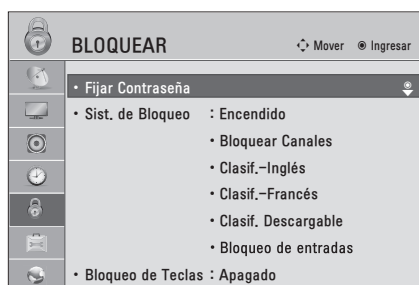 BLOQUEAR Mover Ingresar
• Fijar Contraseña
• Sist. de Bloqueo : Encendido
• Bloquear Canales
• Clasif.-Inglés
• Clasif.-Francés
• Clasif. Descargable
• Bloqueo de entradas
• Bloqueo de Teclas : Apagado